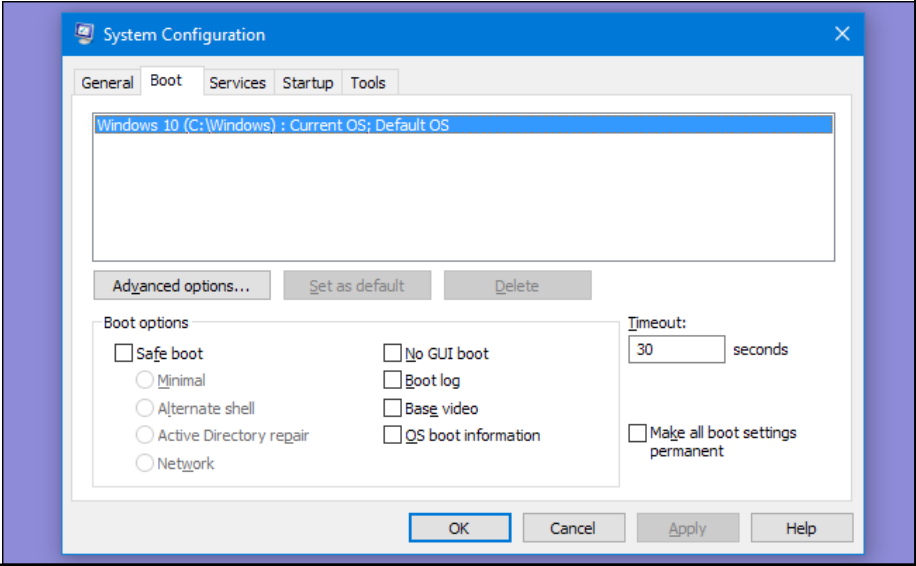 System Configuration
General Boot Services Startup Tools
Windows 10 (C:\Windows) : Current OS; Default OS
Advanced options... Set as default Delete
Boot options
Timeout:
Safe boot
No GUI boot
30 seconds
Minimal
Boot log
Alternate shell
Base video
Active Directory repair
OS boot information
Make all boot settings
permanent
Network
OK Cancel Apply Help